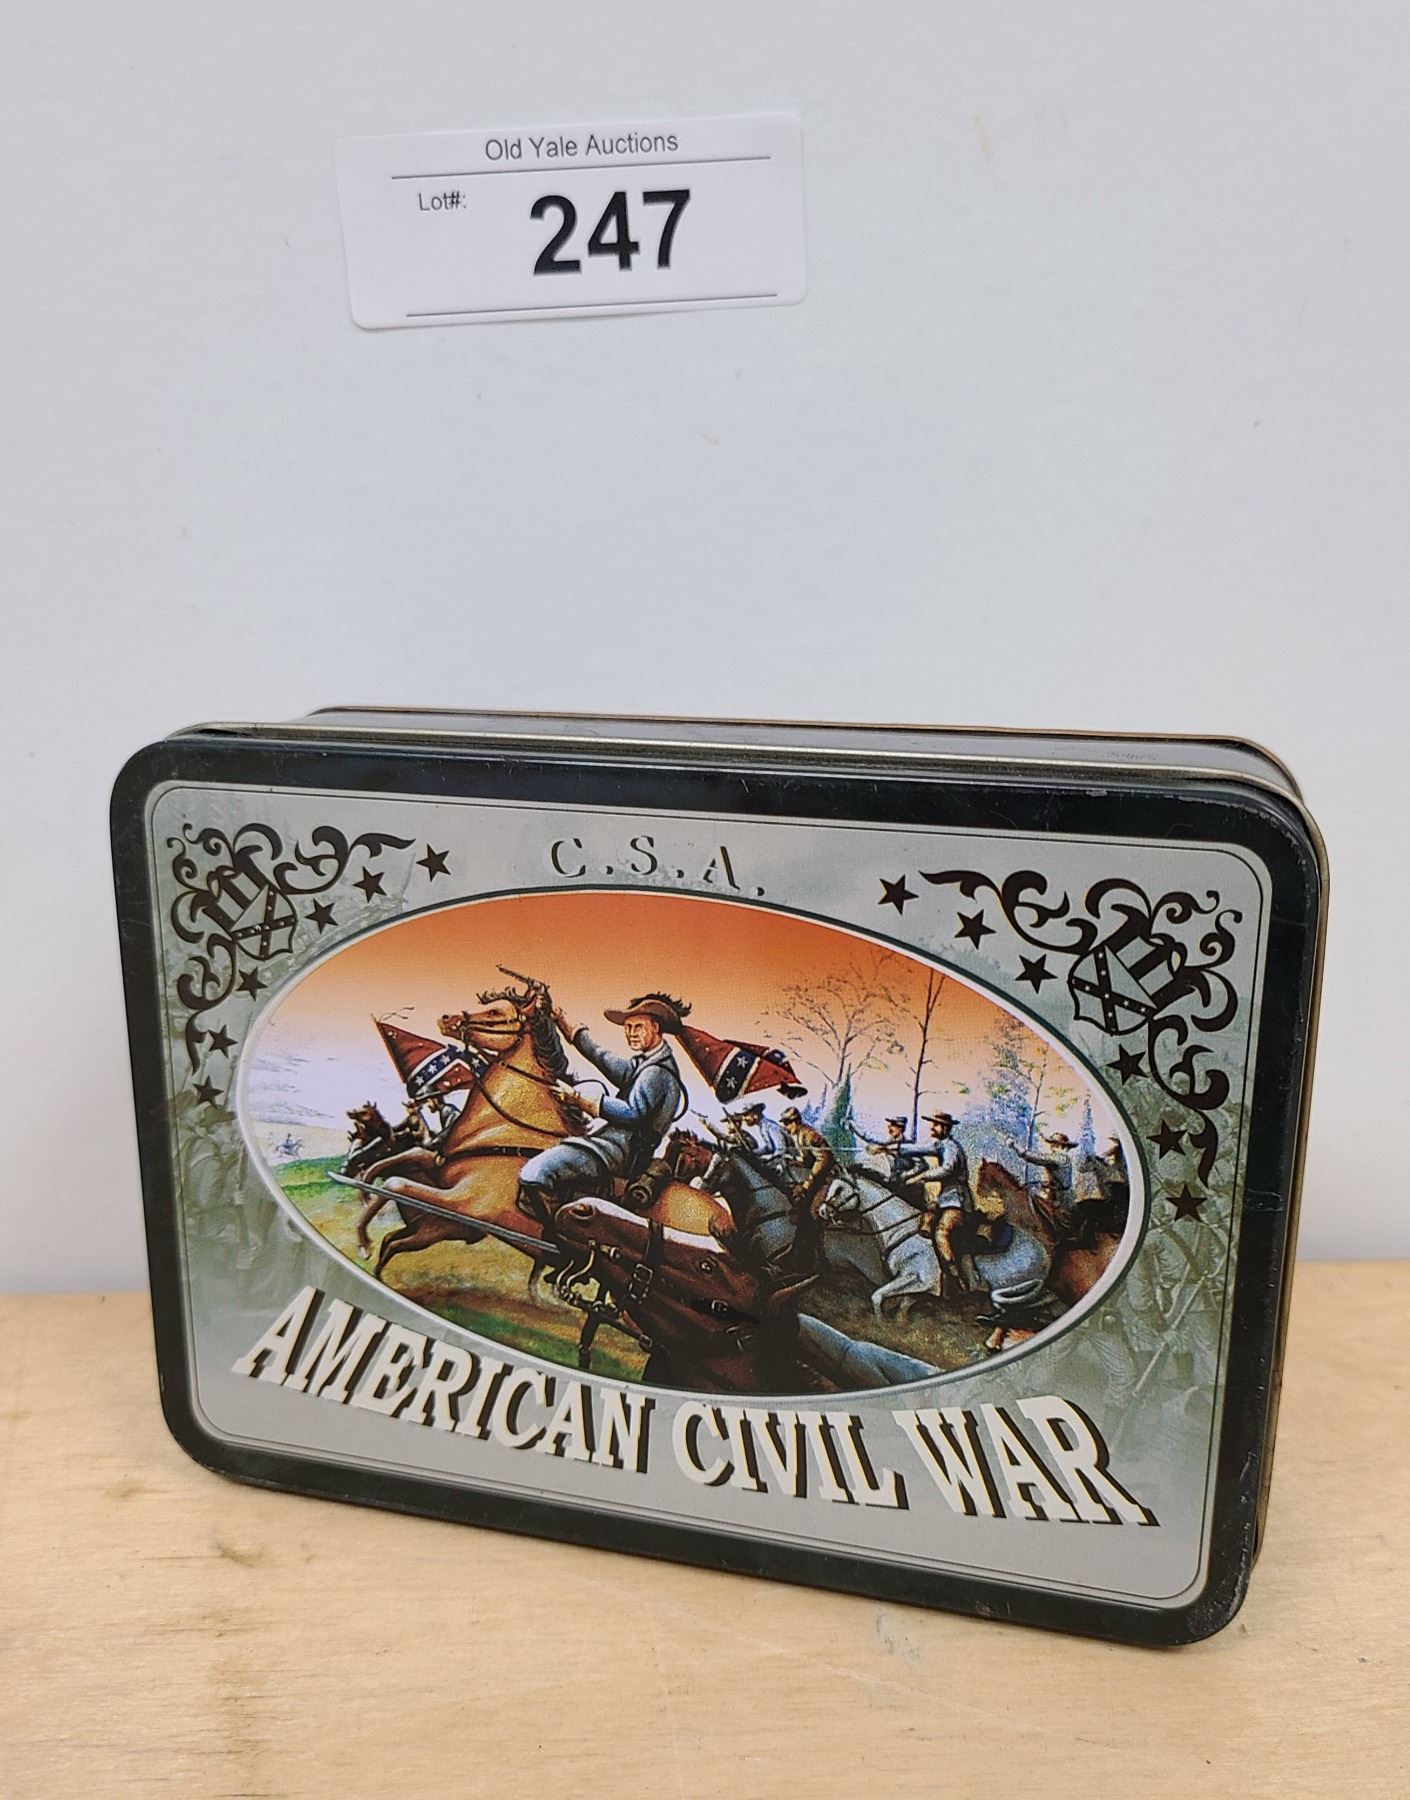 Old Yale Auctions
Lot#:
247
C.S.A.
AMERICAN CIVIL WAR